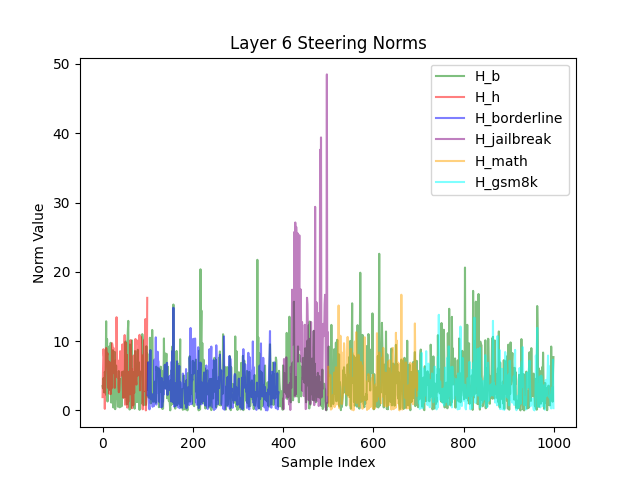 Layer 6 Steering Norms
50
40
30
20
10
0
Norm Value
H_b
H_h
H_borderline
H_jailbreak
H_math
H_gsm8k
0
200
400
600
800
1000
Sample Index